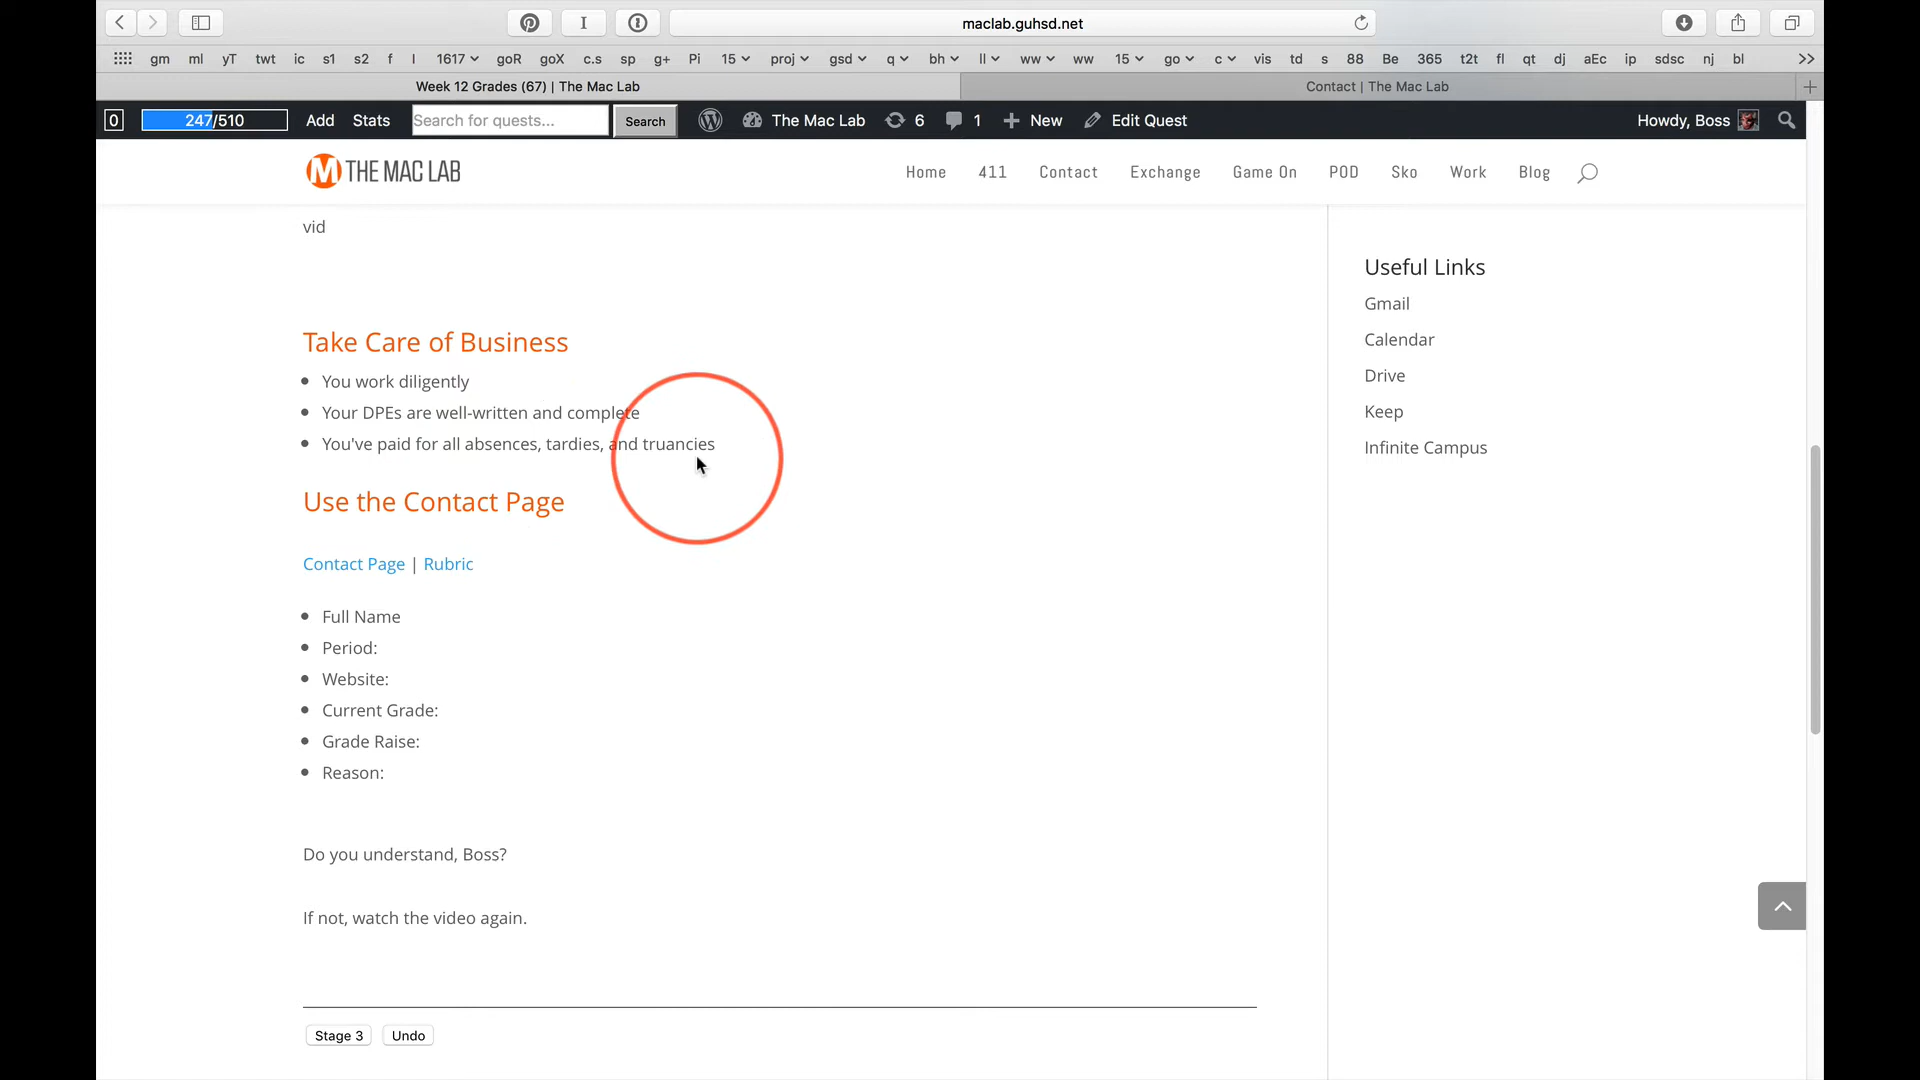 maclab.guhsd.net
gm ml yT twt ic s1 s2 f l 1617 goR goX c.s sp g+ Pi 15 proj gsd q bh ll ww ww 15 go c vis td s 88 Be 365 t2t fl qt dj aEc ip sdsc nj bl
Week 12 Grades (67) | The Mac Lab
Contact | The Mac Lab
0 247/510 Add Stats Search for quests... Search The Mac Lab 6 1 New Edit Quest Howdy, Boss
M THE MAC LAB
Home 411 Contact Exchange Game On POD Sko Work Blog
vid
Take Care of Business
You work diligently
Your DPEs are well-written and complete
You've paid for all absences, tardies, and truancies
Use the Contact Page
Contact Page | Rubric
Full Name
Period:
Website:
Current Grade:
Grade Raise:
Reason:
Do you understand, Boss?
If not, watch the video again.
Stage 3 Undo
Useful Links
Gmail
Calendar
Drive
Keep
Infinite Campus